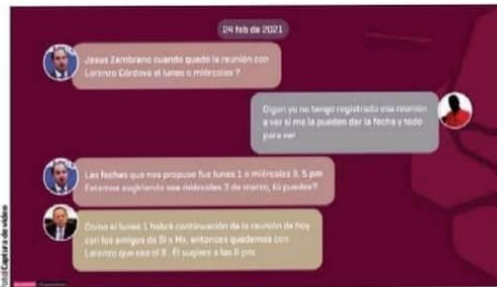 24 feb de 2021
Jesus Zambrano cuando quedó la reunión con
Lorenzo Córdova el lunes o miércoles ?
Oigan yo no tengo registrada esa reunión
a ver si me la pueden dar la fecha y todo
para ver
Las fechas que nos propuso fue lunes 1 o miércoles 3, 5 pm
Estamos sugiriendo sea miércoles 3 de marzo, tú puedes?
Como el lunes 1 habrá continuación de la reunión de hoy
con los amigos de Si x Mx, entonces quedemos con
Lorenzo que sea el 3 . Él sugiere a las 6 pm
Foto: Captura de video